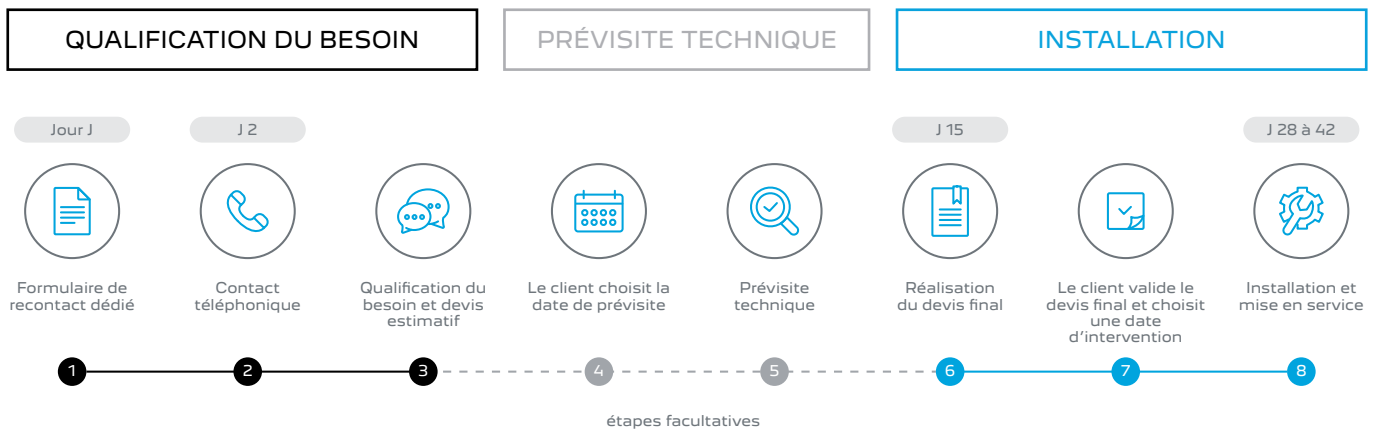 QUALIFICATION DU BESOIN
PRÉVISITE TECHNIQUE
INSTALLATION
Jour J
J 2
J 15
J 28 à 42
Formulaire de
recontact dédié
Contact
téléphonique
Qualification du
besoin et devis
estimatif
Le client choisit la
date de prévisite
Prévisite
technique
Réalisation
du devis final
Le client valide le
devis final et choisit
une date
d'intervention
Installation et
mise en service
1
2
3
4
5
6
7
8
étapes facultatives